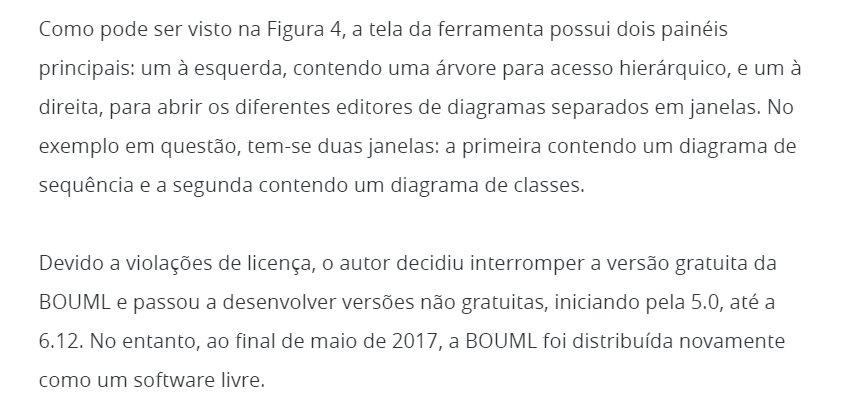 Como pode ser visto na Figura 4, a tela da ferramenta possui dois painéis
principais: um à esquerda, contendo uma árvore para acesso hierárquico, e um à
direita, para abrir os diferentes editores de diagramas separados em janelas. No
exemplo em questão, tem-se duas janelas: a primeira contendo um diagrama de
sequência e a segunda contendo um diagrama de classes.
Devido a violações de licença, o autor decidiu interromper a versão gratuita da
BOUML e passou a desenvolver versões não gratuitas, iniciando pela 5.0, até a
6.12. No entanto, ao final de maio de 2017, a BOUML foi distribuída novamente
como um software livre.